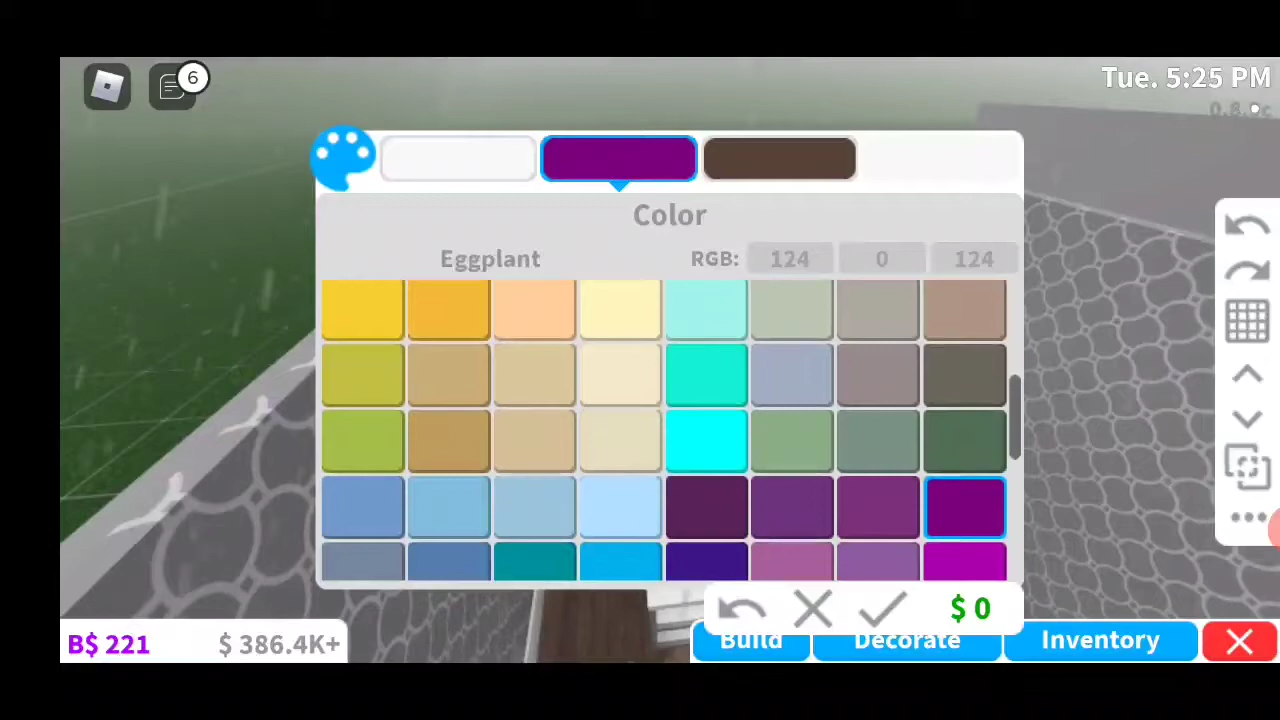 6
Tue. 5:25 PM
Color
Eggplant RGB: 124 0 124
$ 0
B$ 221 $ 386.4K+
Build Decorate Inventory